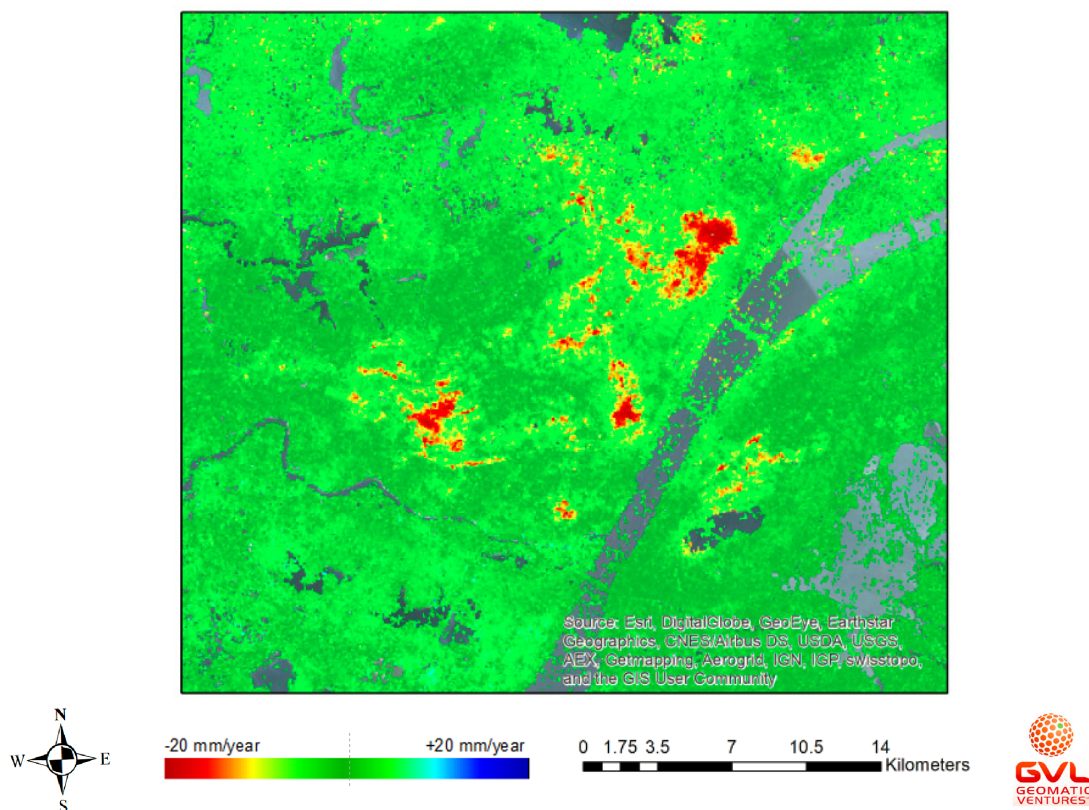 Source: Esri, DigitalGlobe, GeoEye, Earthstar
Geographics, CNES/Airbus DS, USDA, USGS,
AEX, Getmapping, Aerogrid, IGN, IGP, swisstopo,
and the GIS User Community
N
W E
S
-20 mm/year +20 mm/year
0 1.75 3.5 7 10.5 14
Kilometers
GVL
GEOMATIC
VENTURES